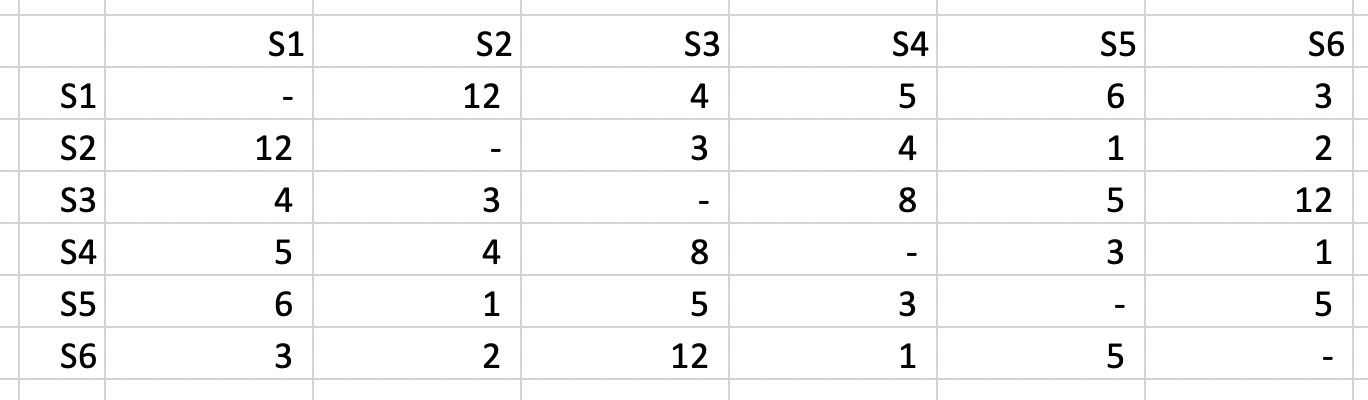 S1 S2 S3 S4 S5 S6
S1 - 12 4 5 6 3
S2 12 - 3 4 1 2
S3 4 3 - 8 5 12
S4 5 4 8 - 3 1
S5 6 1 5 3 - 5
S6 3 2 12 1 5 -